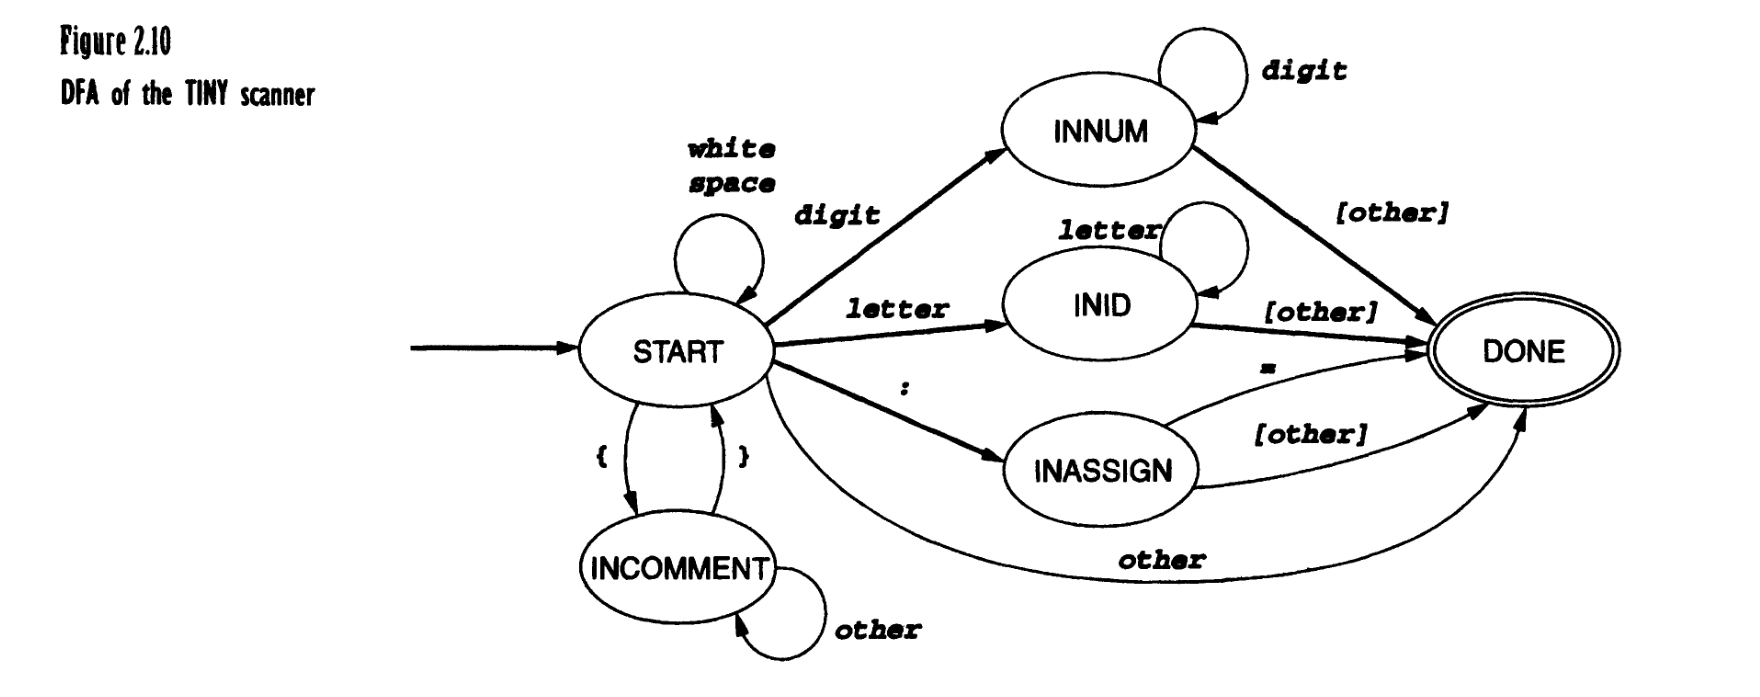 Figure 2.10
DFA of the TINY scanner
digit
INNUM
white
space
digit
[other]
letter
INID
letter
[other]
START
DONE
:
=
[other]
INASSIGN
{
}
other
INCOMMENT
other